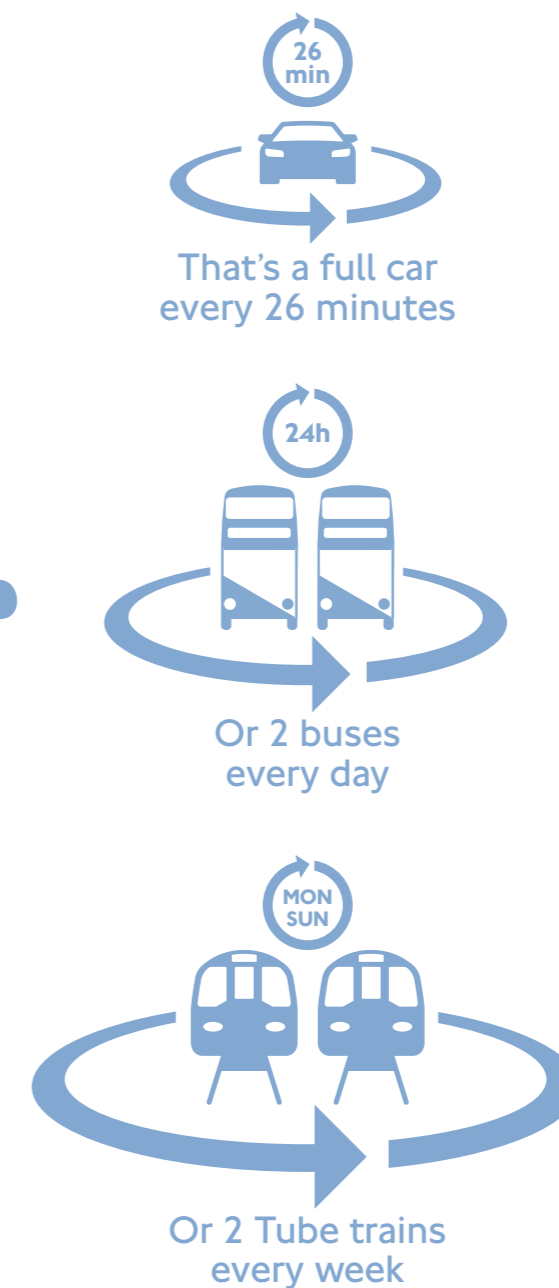 26
min
That's a full car
every 26 minutes
24h
Or 2 buses
every day
MON
SUN
Or 2 Tube trains
every week